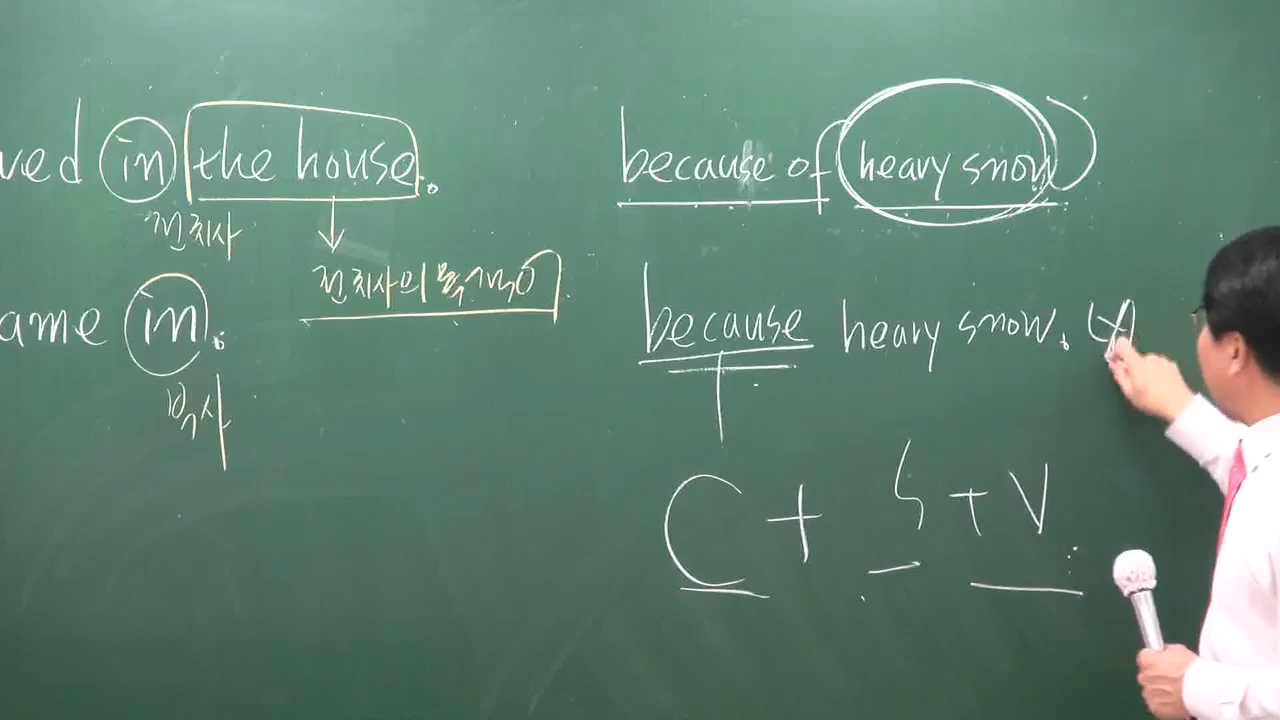 ved in the house.
전치사
전치사의 목적어
ame in.
부사
because of heavy snow
because heavy snow. (X)
C + S + V